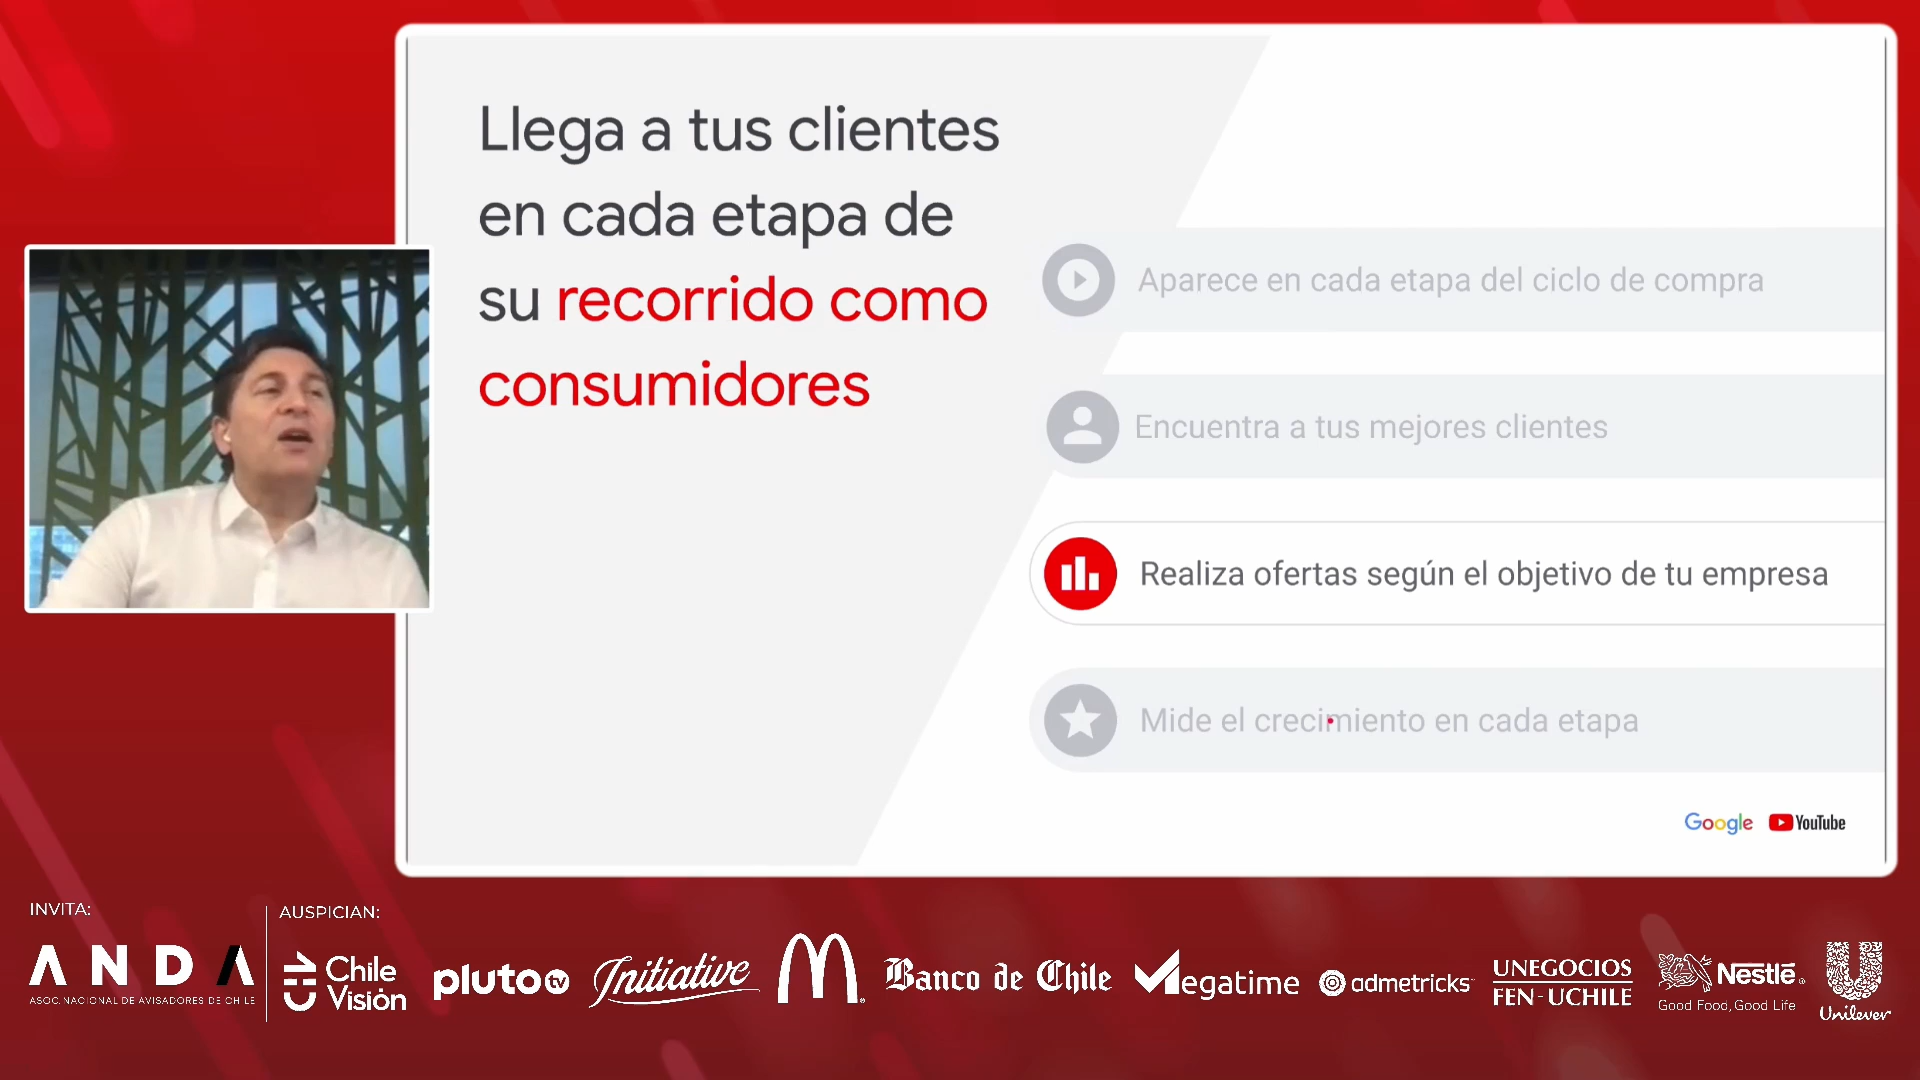 Llega a tus clientes
en cada etapa de
su recorrido como
consumidores
Aparece en cada etapa del ciclo de compra
Encuentra a tus mejores clientes
Realiza ofertas según el objetivo de tu empresa
Mide el crecimiento en cada etapa
Google YouTube
INVITA:
ANDA
ASOC. NACIONAL DE AVISADORES DE CHILE
AUSPICIAN:
CHV Chile
Visión
pluto tv
Initiative
Banco de Chile
Megatime
admetricks
UNEGOCIOS
FEN-UCHILE
Nestlé
Good Food, Good Life
Unilever